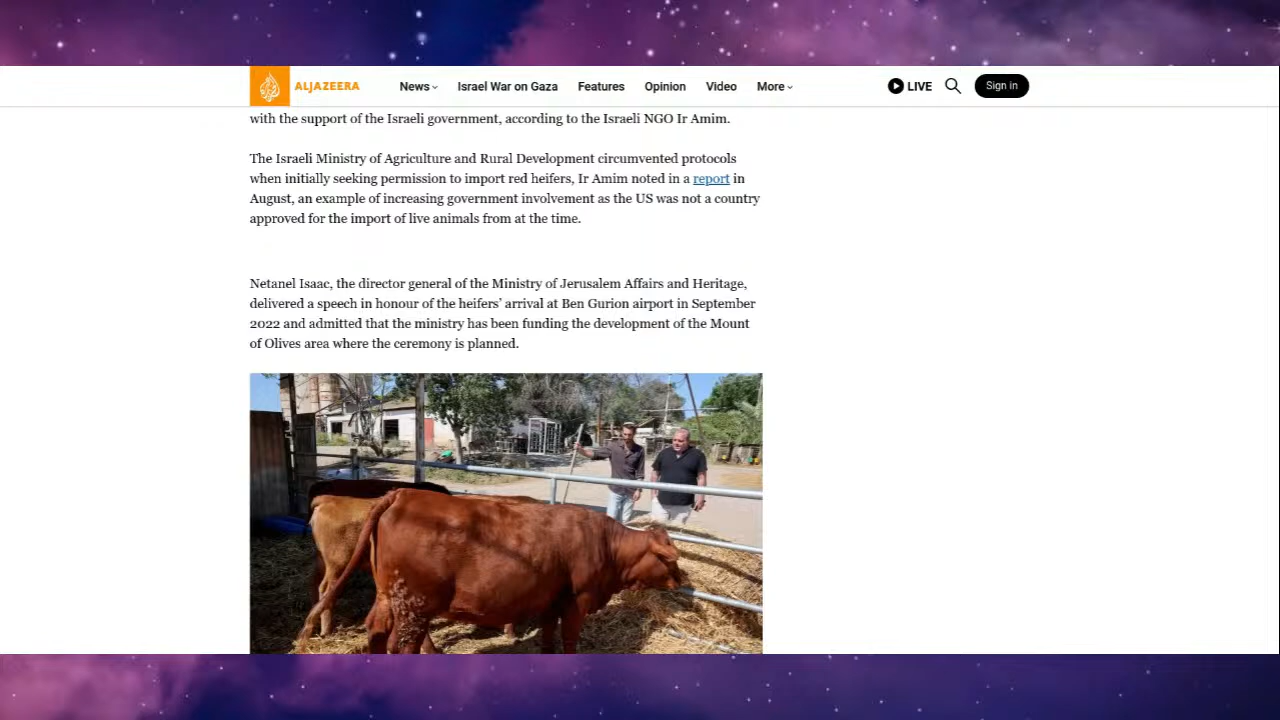 ALJAZEERA
News
Israel War on Gaza
Features
Opinion
Video
More
LIVE
Sign in
with the support of the Israeli government, according to the Israeli NGO Ir Amim.
The Israeli Ministry of Agriculture and Rural Development circumvented protocols
when initially seeking permission to import red heifers, Ir Amim noted in a report in
August, an example of increasing government involvement as the US was not a country
approved for the import of live animals from at the time.
Netanel Isaac, the director general of the Ministry of Jerusalem Affairs and Heritage,
delivered a speech in honour of the heifers’ arrival at Ben Gurion airport in September
2022 and admitted that the ministry has been funding the development of the Mount
of Olives area where the ceremony is planned.